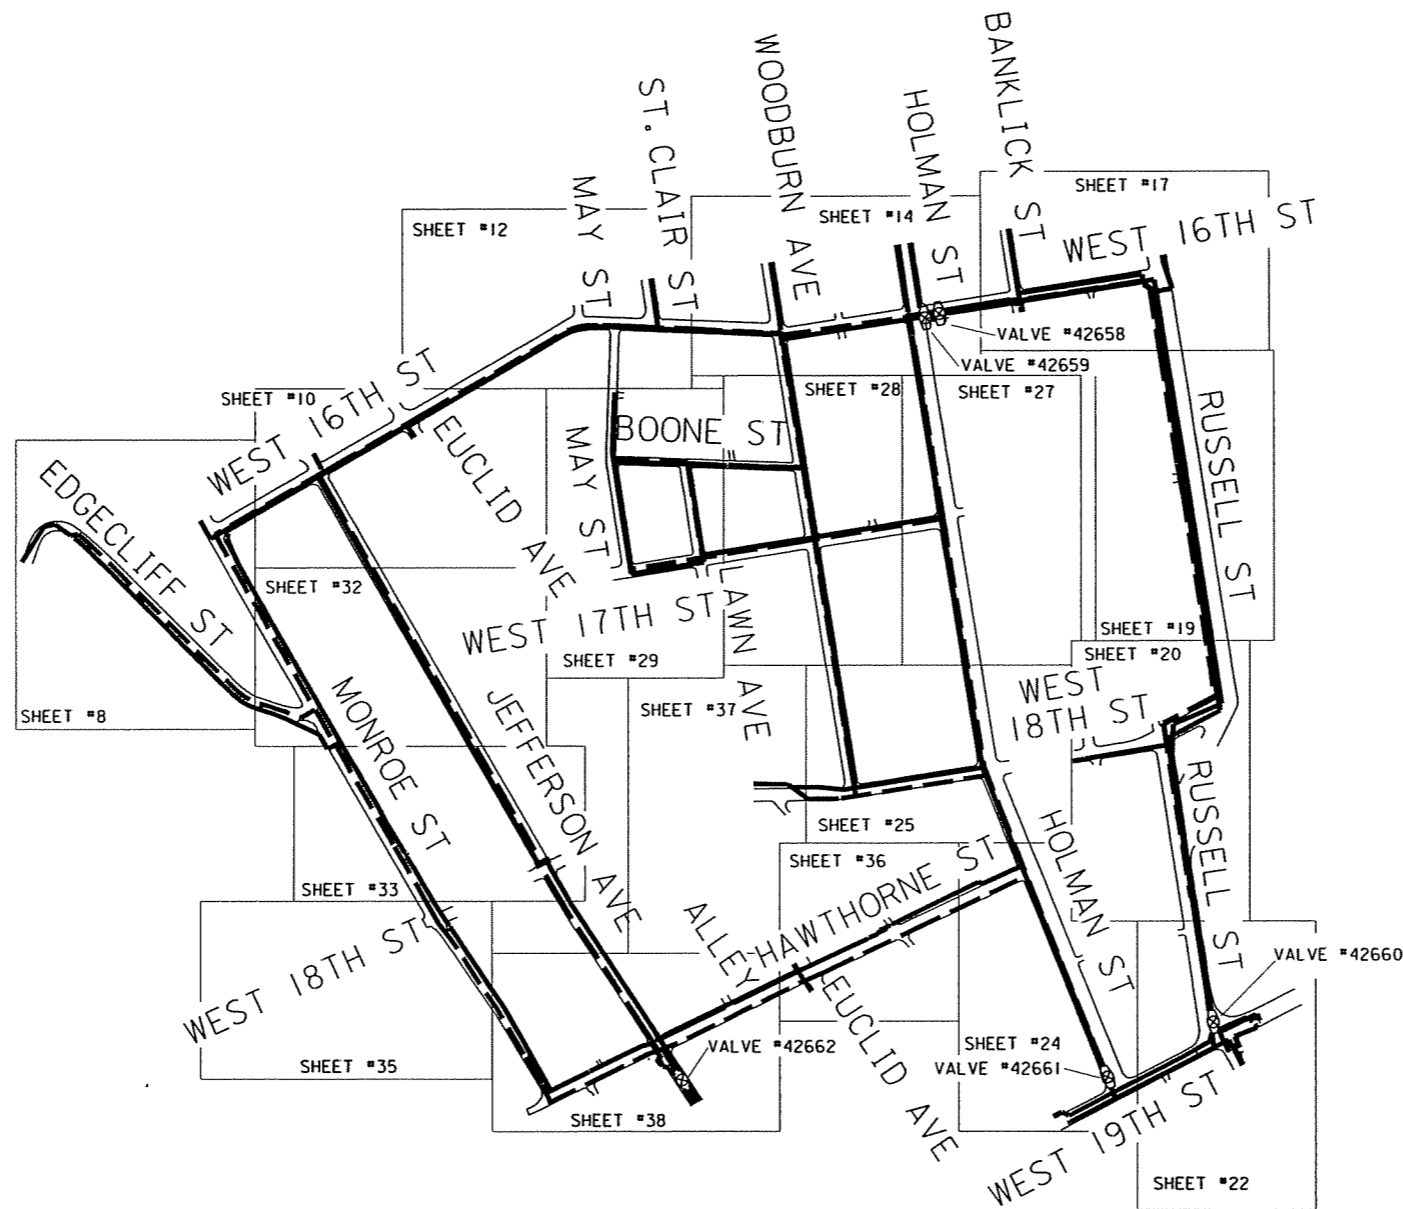 BANKLICK ST
WOODBURN AVE
ST. CLAIR ST
HOLMAN ST
MAY ST
SHEET #17
SHEET #12
SHEET #14
WEST 16TH ST
VALVE #42658
VALVE #42659
WEST 16TH ST
SHEET #10
SHEET #28
SHEET #27
RUSSELL ST
BOONE ST
EUCLID AVE
MAY ST
EDGECLIFF ST
SHEET #32
WEST 17TH ST
LAWN AVE
SHEET #19
SHEET #20
SHEET #29
WEST
18TH ST
MONROE ST
JEFFERSON AVE
SHEET #37
SHEET #8
RUSSELL ST
HOLMAN ST
SHEET #25
SHEET #36
SHEET #33
ALLEY
HAWTHORNE ST
WEST 18TH ST
VALVE #42660
EUCLID AVE
VALVE #42662
SHEET #24
VALVE #42661
SHEET #35
SHEET #38
WEST 19TH ST
SHEET #22